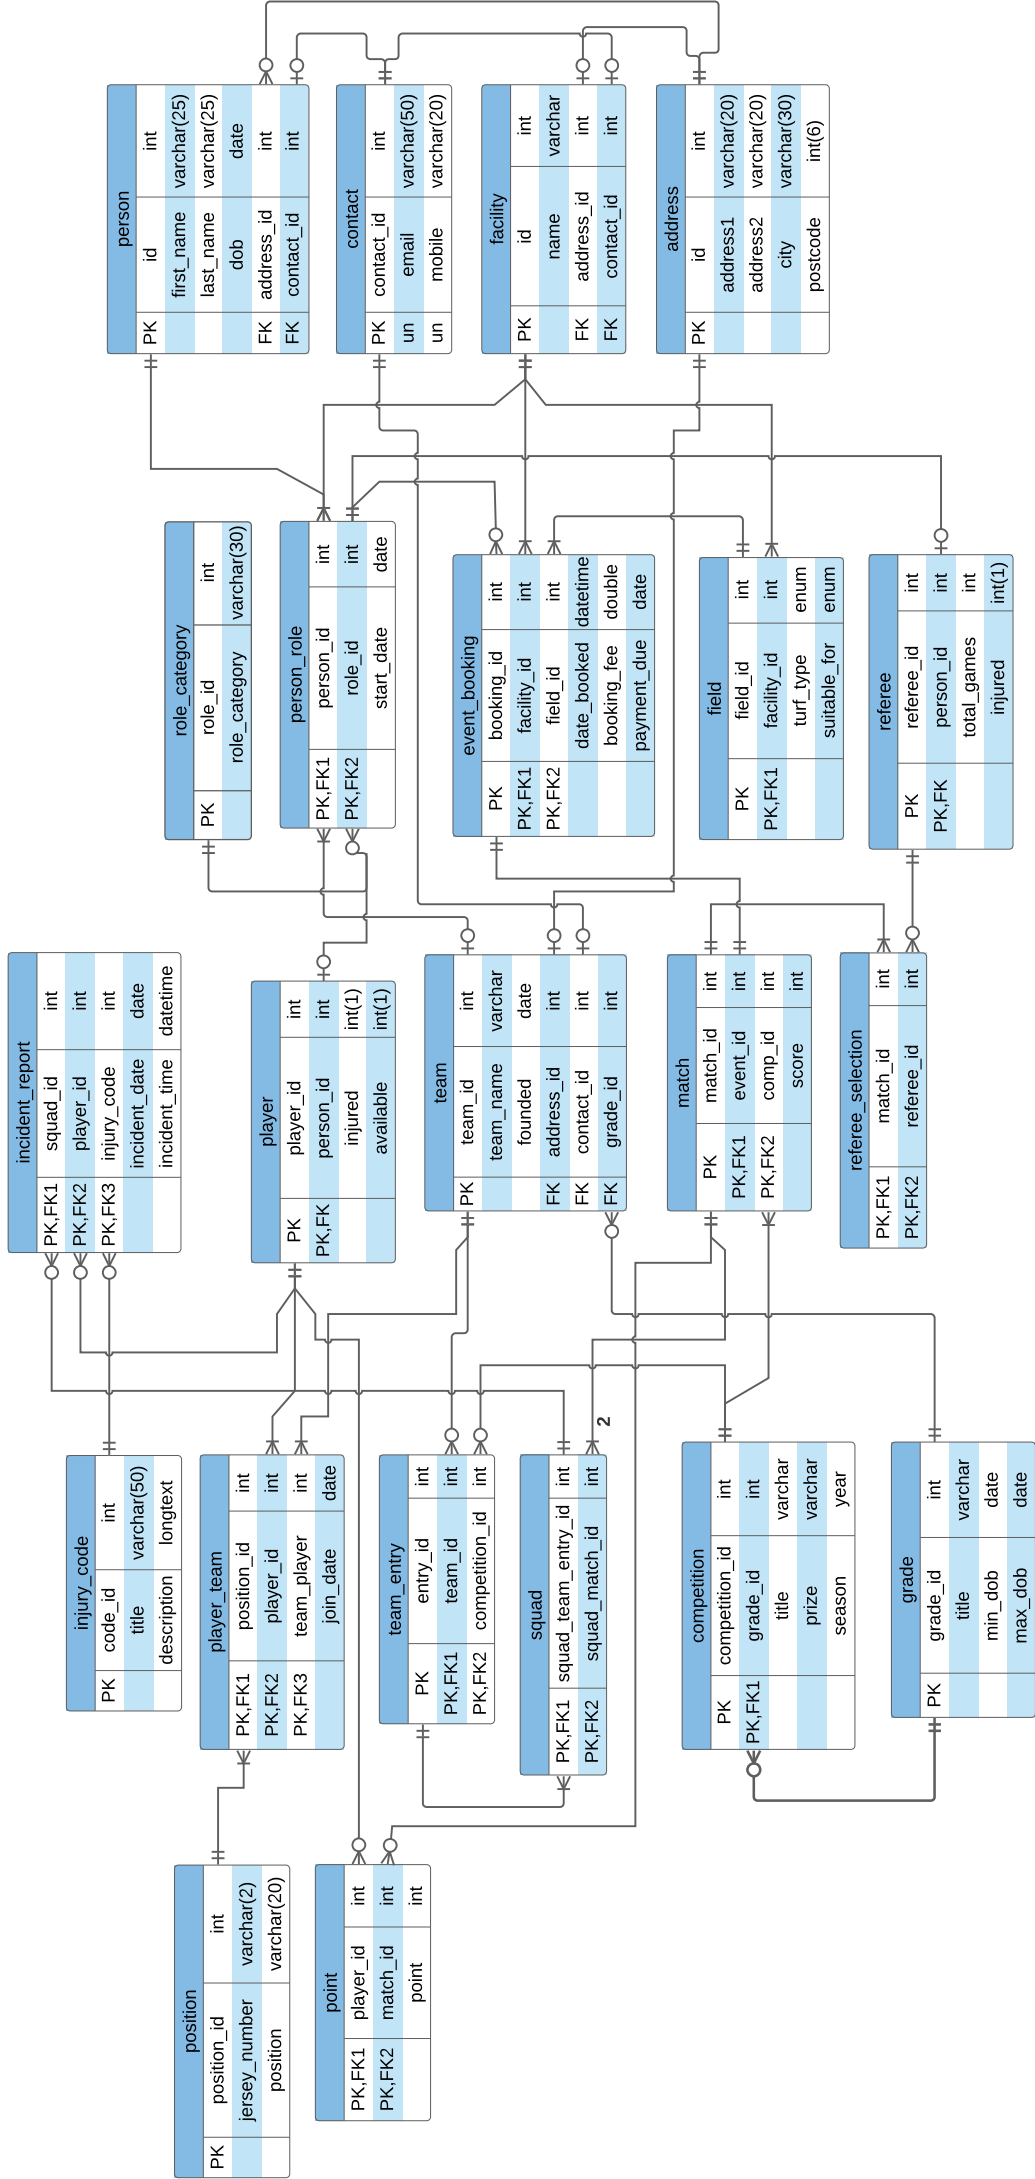 person
PK id int
first_name varchar(25)
last_name varchar(25)
dob date
FK address_id int
FK contact_id int
contact
PK contact_id int
un email varchar(50)
un mobile varchar(20)
facility
PK id int
name varchar
FK address_id int
FK contact_id int
address
PK id int
address1 varchar(20)
address2 varchar(20)
city varchar(30)
postcode int(6)
role_category
PK role_id int
role_category varchar(30)
person_role
PK,FK1 person_id int
PK,FK2 role_id int
start_date date
event_booking
PK booking_id int
PK,FK1 facility_id int
PK,FK2 field_id int
date_booked datetime
booking_fee double
payment_due date
field
PK field_id int
PK,FK1 facility_id int
turf_type enum
suitable_for enum
referee
PK referee_id int
PK,FK person_id int
total_games int
injured int(1)
incident_report
PK,FK1 squad_id int
PK,FK2 player_id int
PK,FK3 injury_code int
incident_date date
incident_time datetime
player
PK player_id int
PK,FK person_id int
injured int(1)
available int(1)
team
PK team_id int
team_name varchar
founded date
FK address_id int
FK contact_id int
FK grade_id int
match
PK match_id int
PK,FK1 event_id int
PK,FK2 comp_id int
score int
referee_selection
PK,FK1 match_id int
PK,FK2 referee_id int
injury_code
PK code_id int
title varchar(50)
description longtext
player_team
PK,FK1 position_id int
PK,FK2 player_id int
PK,FK3 team_player int
join_date date
team_entry
PK entry_id int
PK,FK1 team_id int
PK,FK2 competition_id int
squad
PK,FK1 squad_team_entry_id int
PK,FK2 squad_match_id int
2
competition
PK competition_id int
PK,FK1 grade_id int
title varchar
prize varchar
season year
grade
PK grade_id int
title varchar
min_dob date
max_dob date
position
PK position_id int
jersey_number varchar(2)
position varchar(20)
point
PK,FK1 player_id int
PK,FK2 match_id int
point int